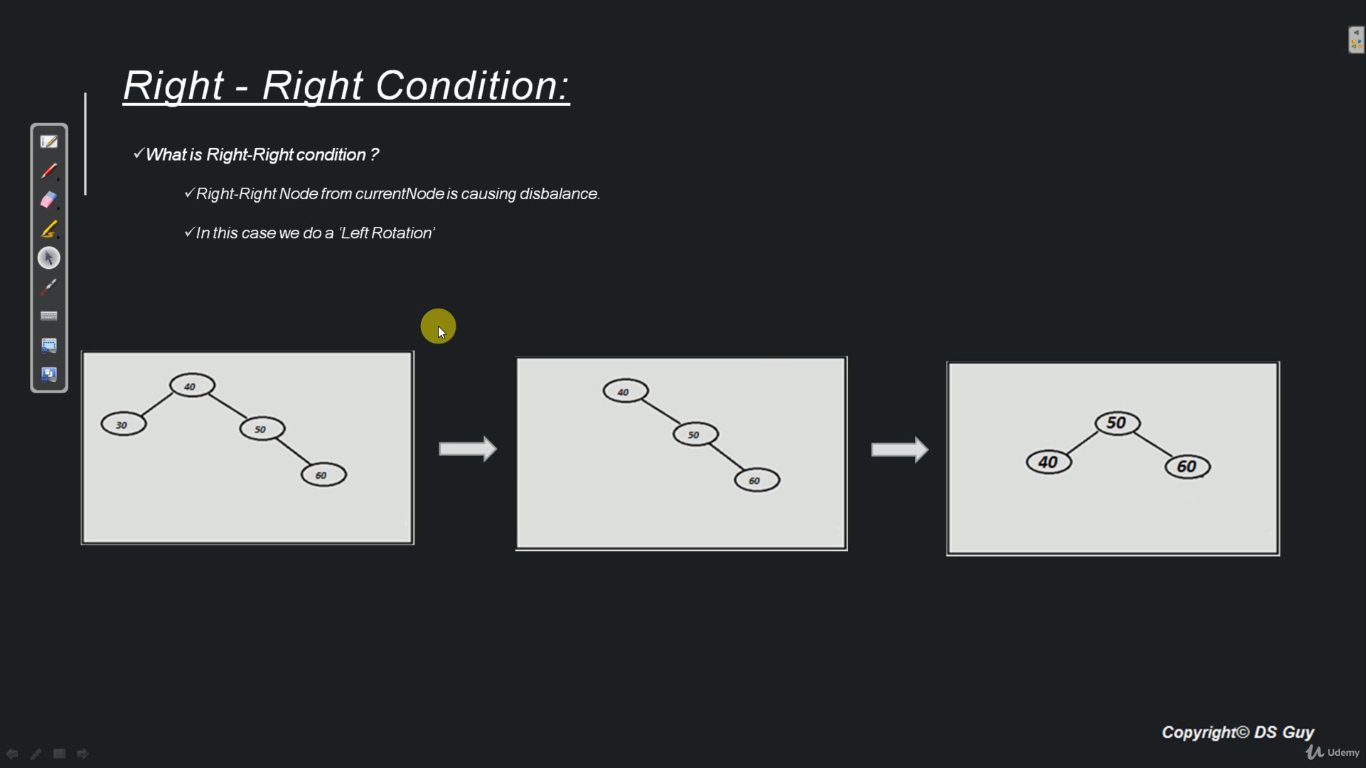 Right - Right Condition:
✓What is Right-Right condition ?
✓Right-Right Node from currentNode is causing disbalance.
✓In this case we do a ‘Left Rotation’
40
30
50
60
40
50
60
50
40
60
Copyright© DS Guy
Udemy